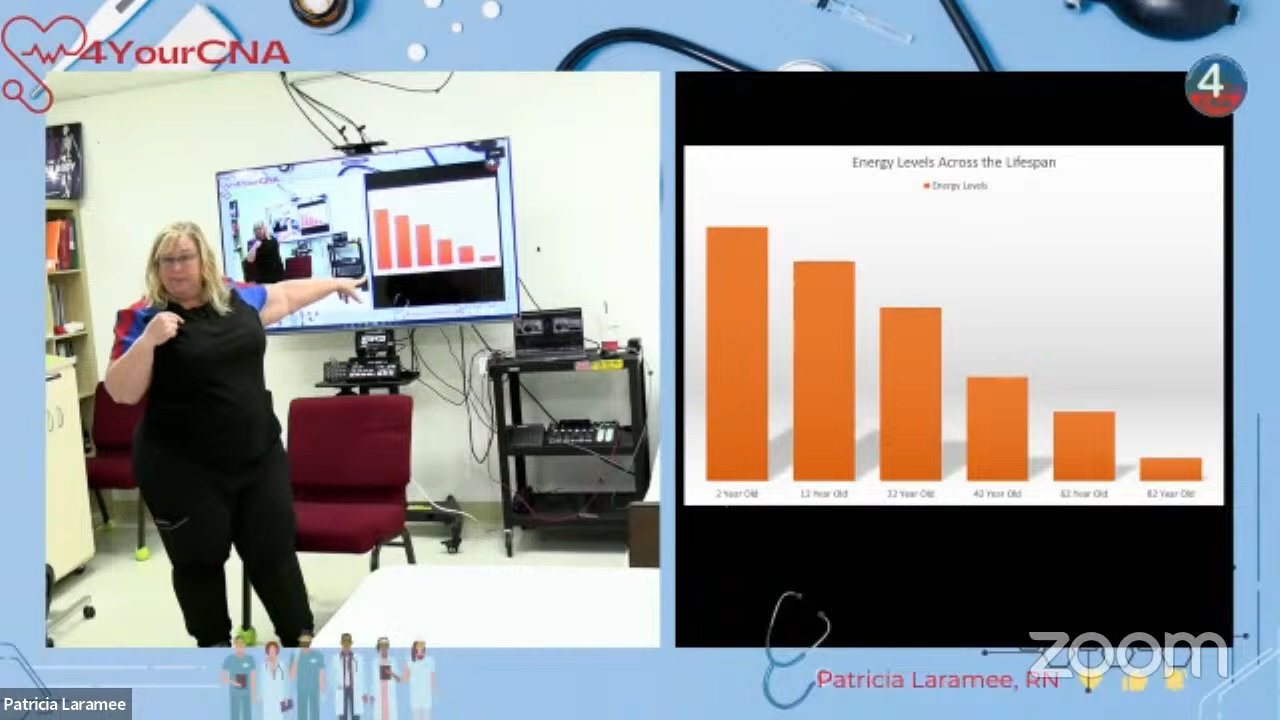 4YourCNA
4
Energy Levels Across the Lifespan
Energy Levels
2 Year Old
12 Year Old
22 Year Old
42 Year Old
62 Year Old
82 Year Old
zoom
Patricia Laramee, RN
Patricia Laramee